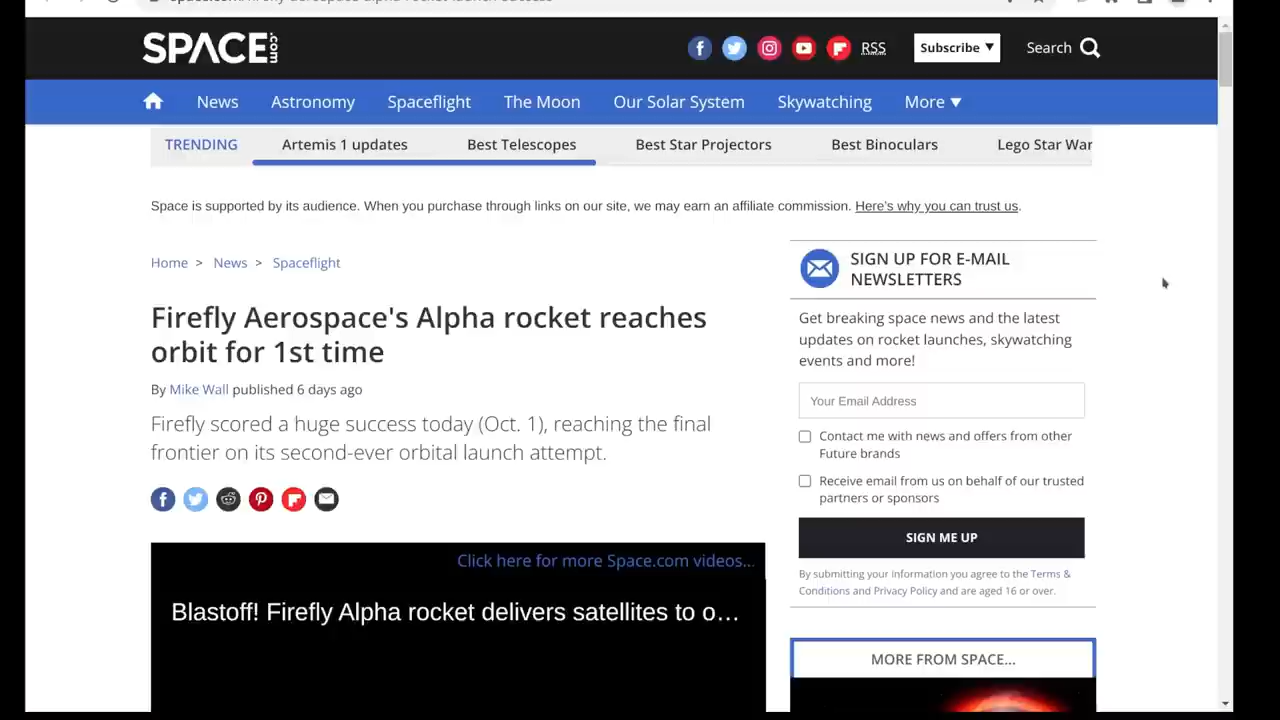 SPACE.com
RSS
Subscribe ▼
Search
News
Astronomy
Spaceflight
The Moon
Our Solar System
Skywatching
More ▼
TRENDING
Artemis 1 updates
Best Telescopes
Best Star Projectors
Best Binoculars
Lego Star War
Space is supported by its audience. When you purchase through links on our site, we may earn an affiliate commission. Here's why you can trust us.
Home > News > Spaceflight
Firefly Aerospace's Alpha rocket reaches
orbit for 1st time
By Mike Wall published 6 days ago
Firefly scored a huge success today (Oct. 1), reaching the final
frontier on its second-ever orbital launch attempt.
Click here for more Space.com videos...
Blastoff! Firefly Alpha rocket delivers satellites to o…
SIGN UP FOR E-MAIL
NEWSLETTERS
Get breaking space news and the latest
updates on rocket launches, skywatching
events and more!
Your Email Address
Contact me with news and offers from other
Future brands
Receive email from us on behalf of our trusted
partners or sponsors
SIGN ME UP
By submitting your information you agree to the Terms &
Conditions and Privacy Policy and are aged 16 or over.
MORE FROM SPACE...